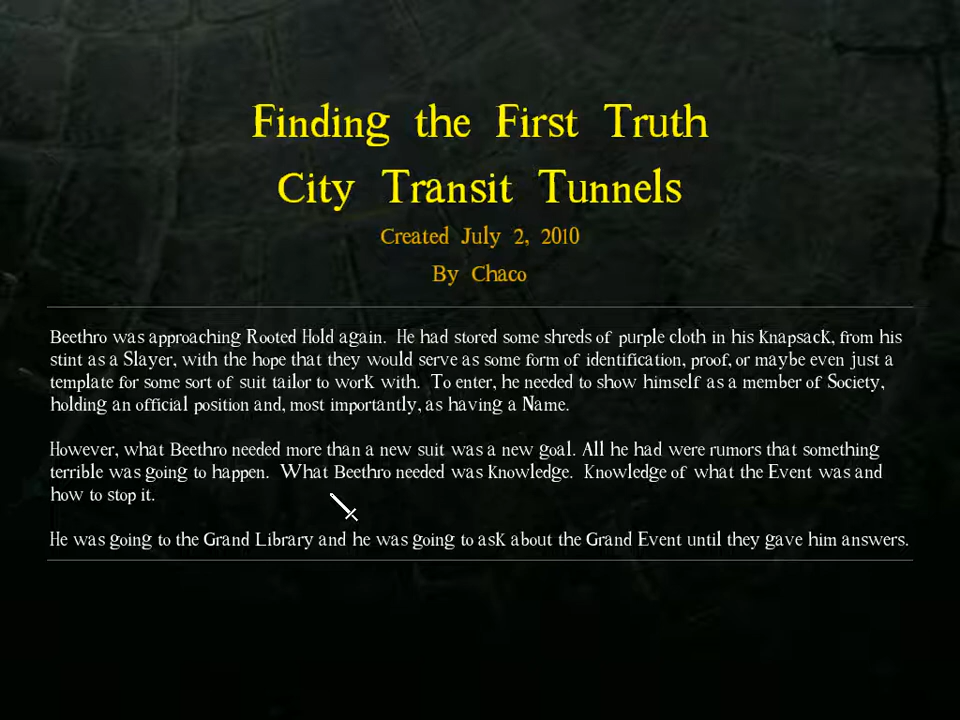 Finding the First Truth
City Transit Tunnels
Created July 2, 2010
By Chaco
Beethro was approaching Rooted Hold again. He had stored some shreds of purple cloth in his knapsack, from his
stint as a Slayer, with the hope that they would serve as some form of identification, proof, or maybe even just a
template for some sort of suit tailor to work with. To enter, he needed to show himself as a member of Society,
holding an official position and, most importantly, as having a Name.
However, what Beethro needed more than a new suit was a new goal. All he had were rumors that something
terrible was going to happen. What Beethro needed was knowledge. Knowledge of what the Event was and
how to stop it.
He was going to the Grand Library and he was going to ask about the Grand Event until they gave him answers.